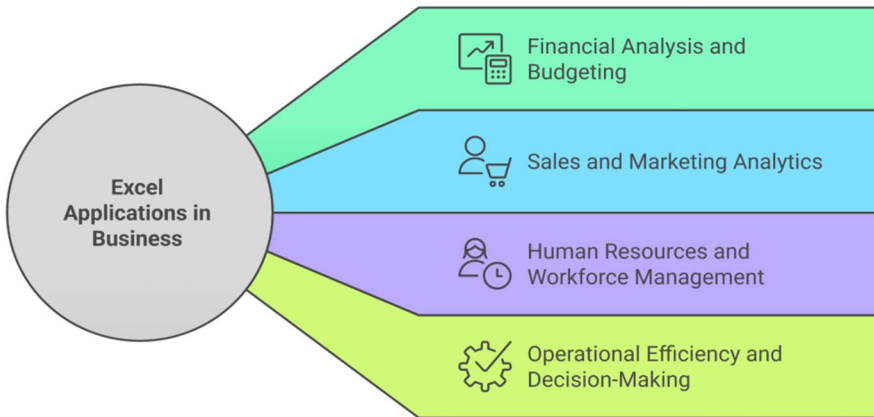 Excel
Applications in
Business
Financial Analysis and
Budgeting
Sales and Marketing Analytics
Human Resources and
Workforce Management
Operational Efficiency and
Decision-Making